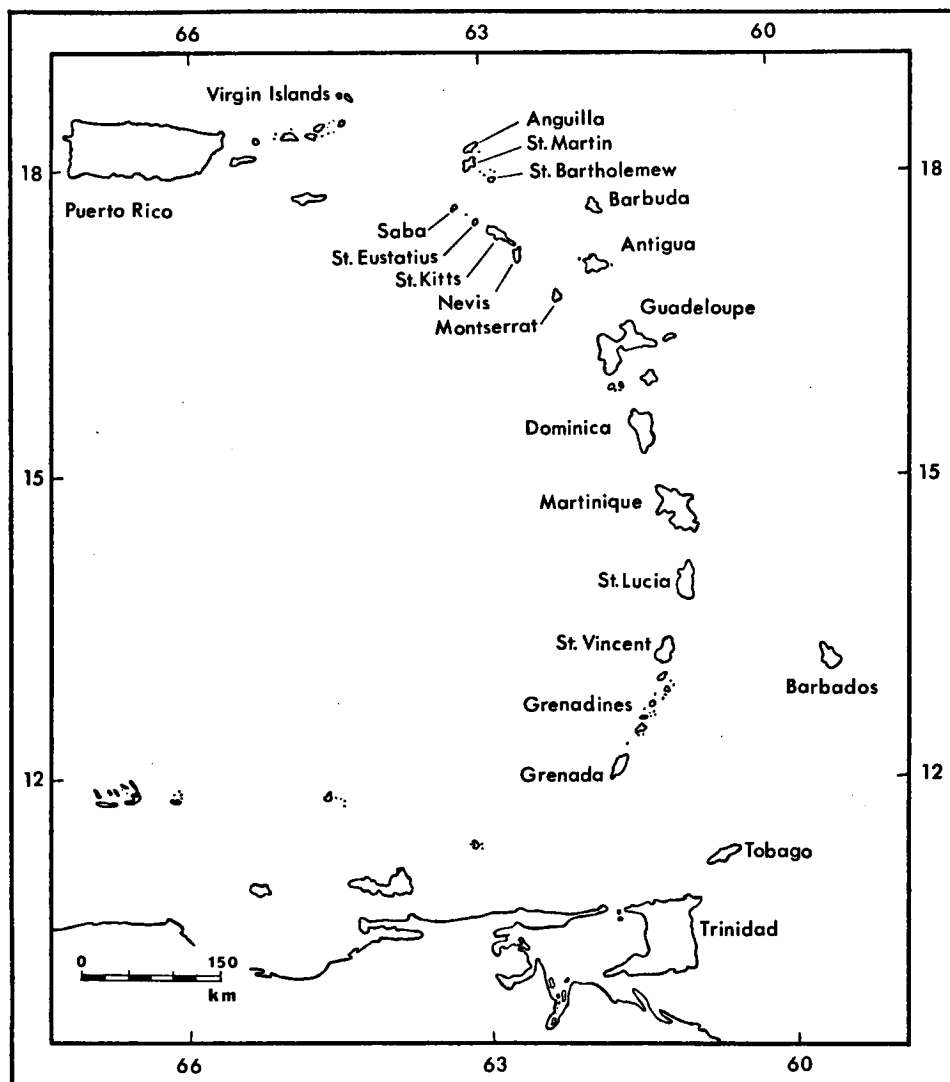 66 63 60
Virgin Islands
Anguilla
St. Martin
18 18
St. Bartholemew
Barbuda
Puerto Rico
Saba
St. Eustatius
Antigua
St. Kitts
Nevis
Montserrat
Guadeloupe
Dominica
15 15
Martinique
St. Lucia
St. Vincent
Barbados
Grenadines
12 12
Grenada
Tobago
Trinidad
0 150
km
66 63 60